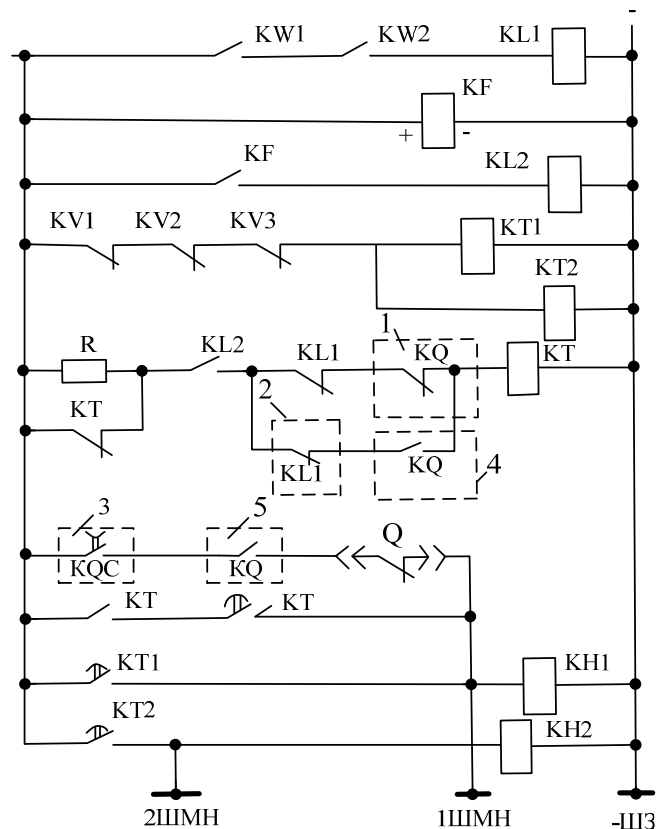 -
KW1 KW2 KL1
KF
+ -
KF KL2
KV1 KV2 KV3 KT1
KT2
1
R KL2 KL1 KQ KT
2
KT
KL1 KQ 4
3 5
Q
KQC KQ
KT KT
KT1 KH1
KT2 KH2
2ШМН 1ШМН -ШЗ